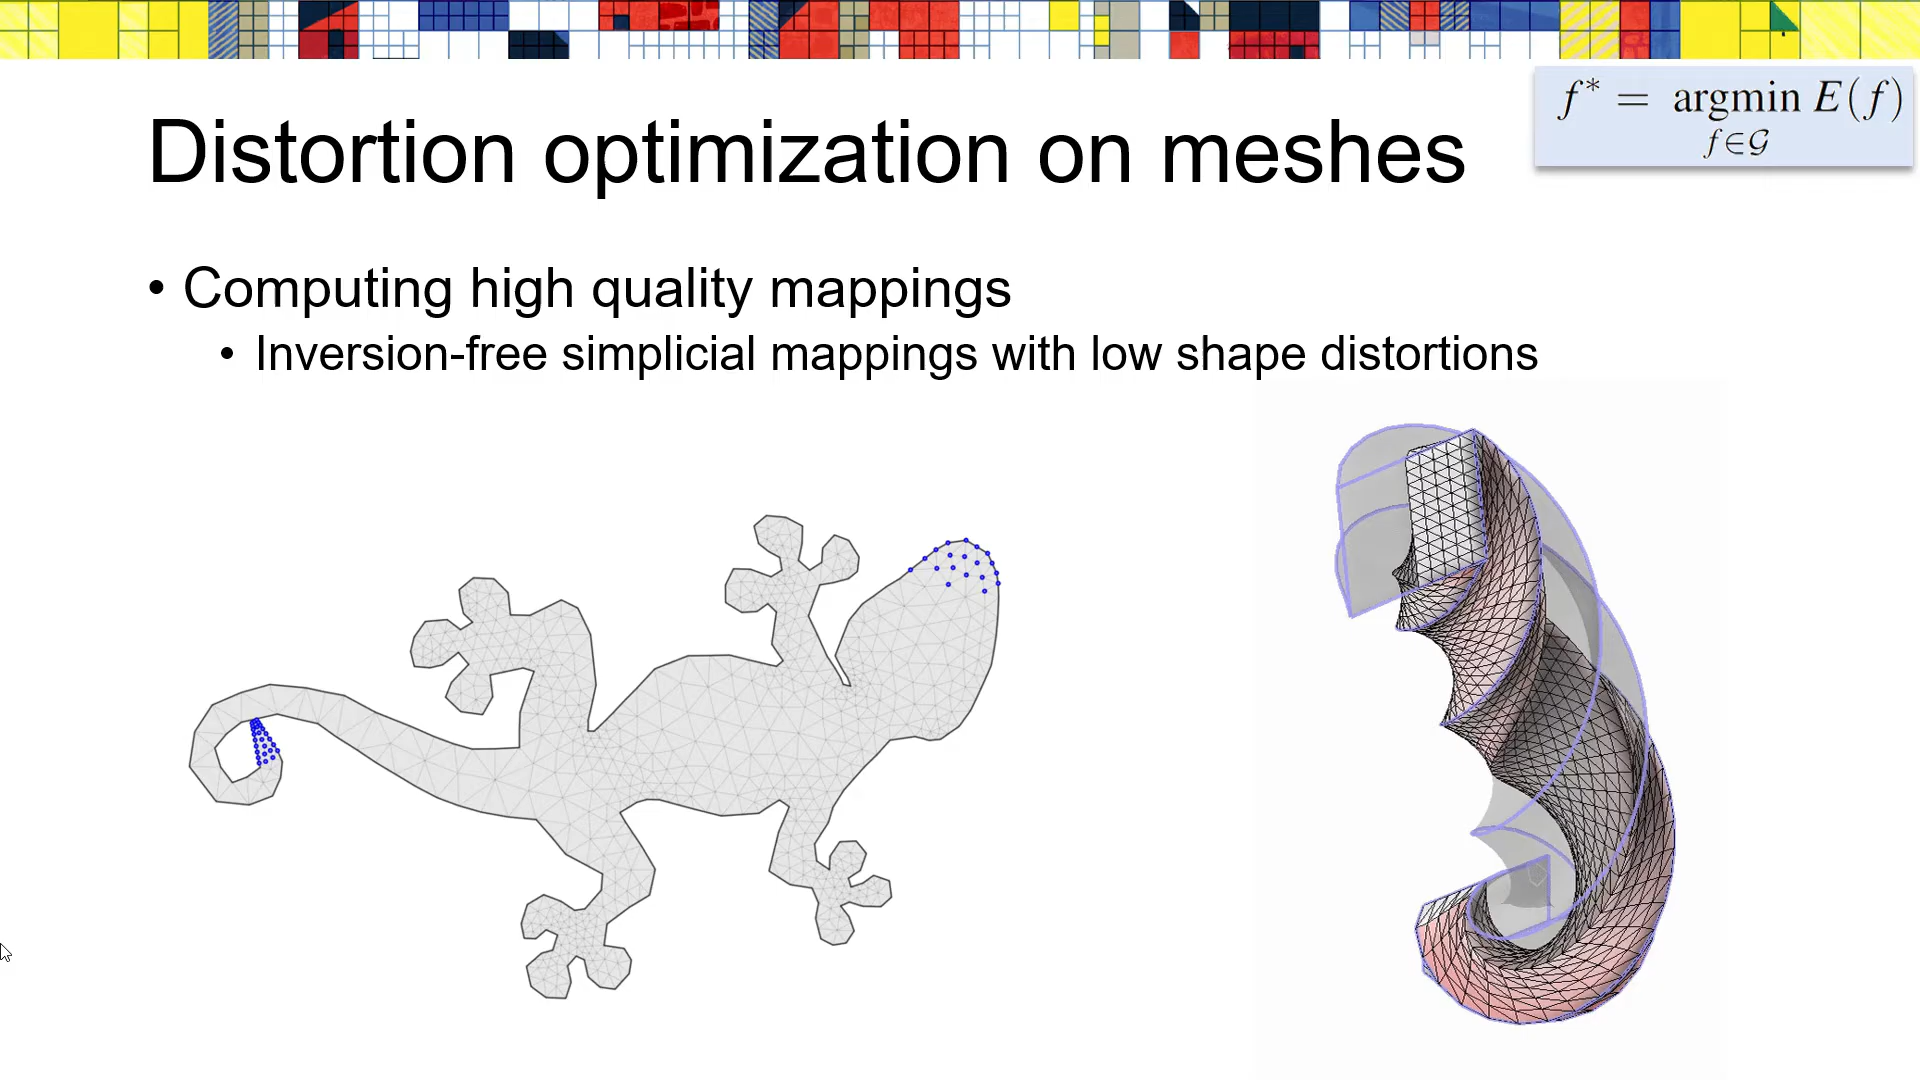 f* = argmin E(f)
f∈𝒢
Distortion optimization on meshes
• Computing high quality mappings
• Inversion-free simplicial mappings with low shape distortions